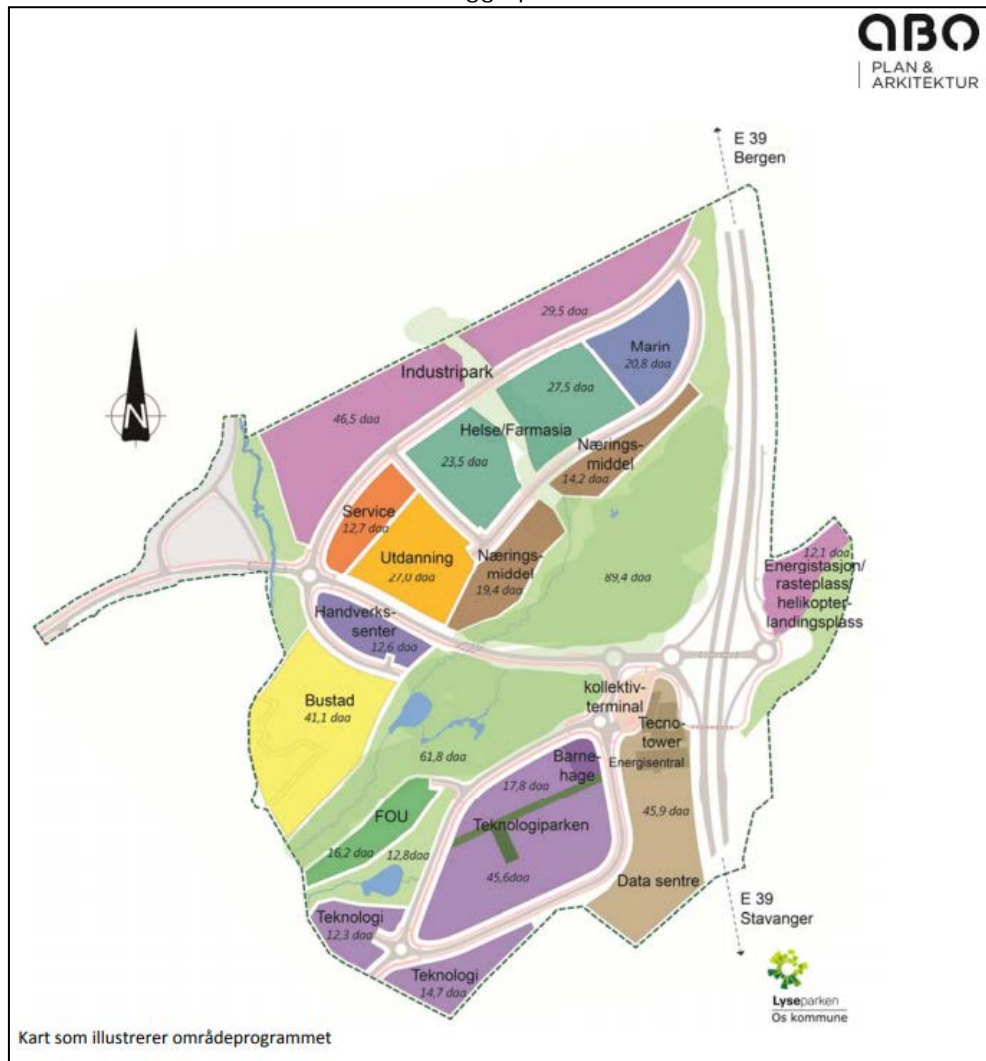 aBO
PLAN &
ARKITEKTUR
E 39
Bergen
29,5 daa
Marin
20,8 daa
Industripark
46,5 daa
27,5 daa
Helse/Farmasia
23,5 daa
Nærings-
middel
14,2 daa
N
Service
12,7 daa
Utdanning
27,0 daa
Nærings-
middel
19,4 daa
89,4 daa
12,1 daa
Energistasjon/
rasteplass/
helikopter-
landingsplass
Handverks-
senter
12,6 daa
Bustad
41,1 daa
kollektiv-
terminal
Tecno-
tower
Energisentral
61,8 daa
Barne-
hage
17,8 daa
45,9 daa
FOU
16,2 daa
12,8daa
Teknologiparken
45,6daa
Data sentre
Teknologi
12,3 daa
Teknologi
14,7 daa
E 39
Stavanger
Lyseparken
Os kommune
Kart som illustrerer områdeprogrammet